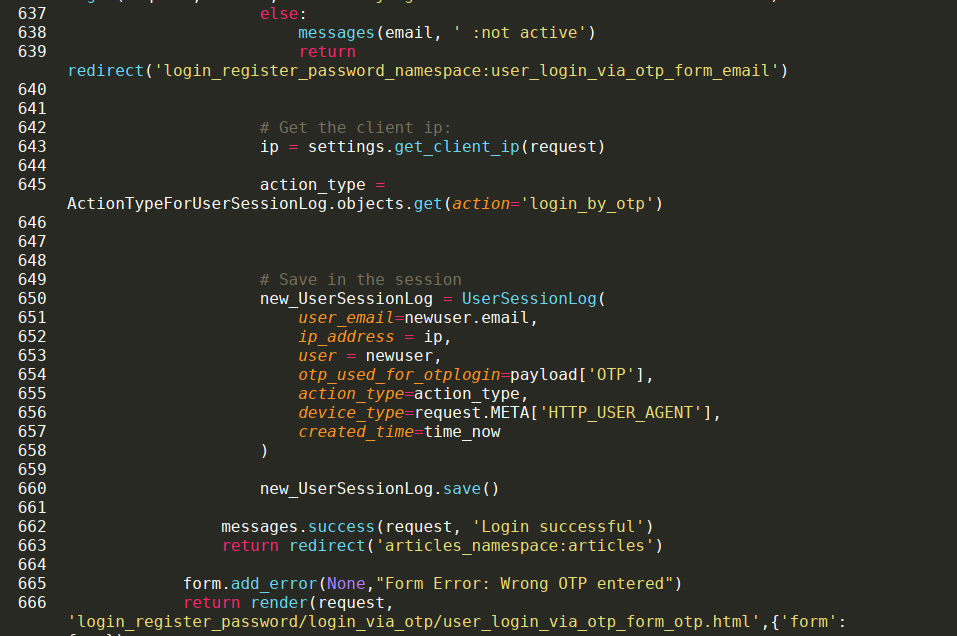 637 else:
638 messages(email, ' :not active')
639 return
redirect('login_register_password_namespace:user_login_via_otp_form_email')
640
641
642 # Get the client ip:
643 ip = settings.get_client_ip(request)
644
645 action_type =
ActionTypeForUserSessionLog.objects.get(action='login_by_otp')
646
647
648
649 # Save in the session
650 new_UserSessionLog = UserSessionLog(
651 user_email=newuser.email,
652 ip_address = ip,
653 user = newuser,
654 otp_used_for_otplogin=payload['OTP'],
655 action_type=action_type,
656 device_type=request.META['HTTP_USER_AGENT'],
657 created_time=time_now
658 )
659
660 new_UserSessionLog.save()
661
662 messages.success(request, 'Login successful')
663 return redirect('articles_namespace:articles')
664
665 form.add_error(None,"Form Error: Wrong OTP entered")
666 return render(request,
'login_register_password/login_via_otp/user_login_via_otp_form_otp.html',{'form':